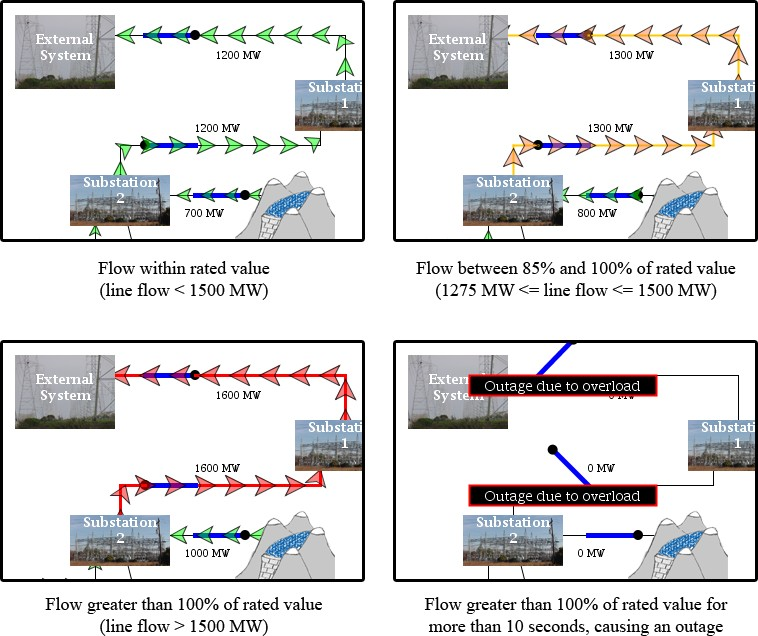 External
System
1200 MW
Substati
1
1200 MW
Substation
2
700 MW
Flow within rated value
(line flow < 1500 MW)
External
System
1300 MW
Substati
1
1300 MW
Substation
2
800 MW
Flow between 85% and 100% of rated value
(1275 MW <= line flow <= 1500 MW)
External
System
1600 MW
Substati
1
1600 MW
Substation
2
1000 MW
Flow greater than 100% of rated value
(line flow > 1500 MW)
External
System
Outage due to overload
0 MW
Substati
1
0 MW
Outage due to overload
Substation
2
0 MW
Flow greater than 100% of rated value for
more than 10 seconds, causing an outage